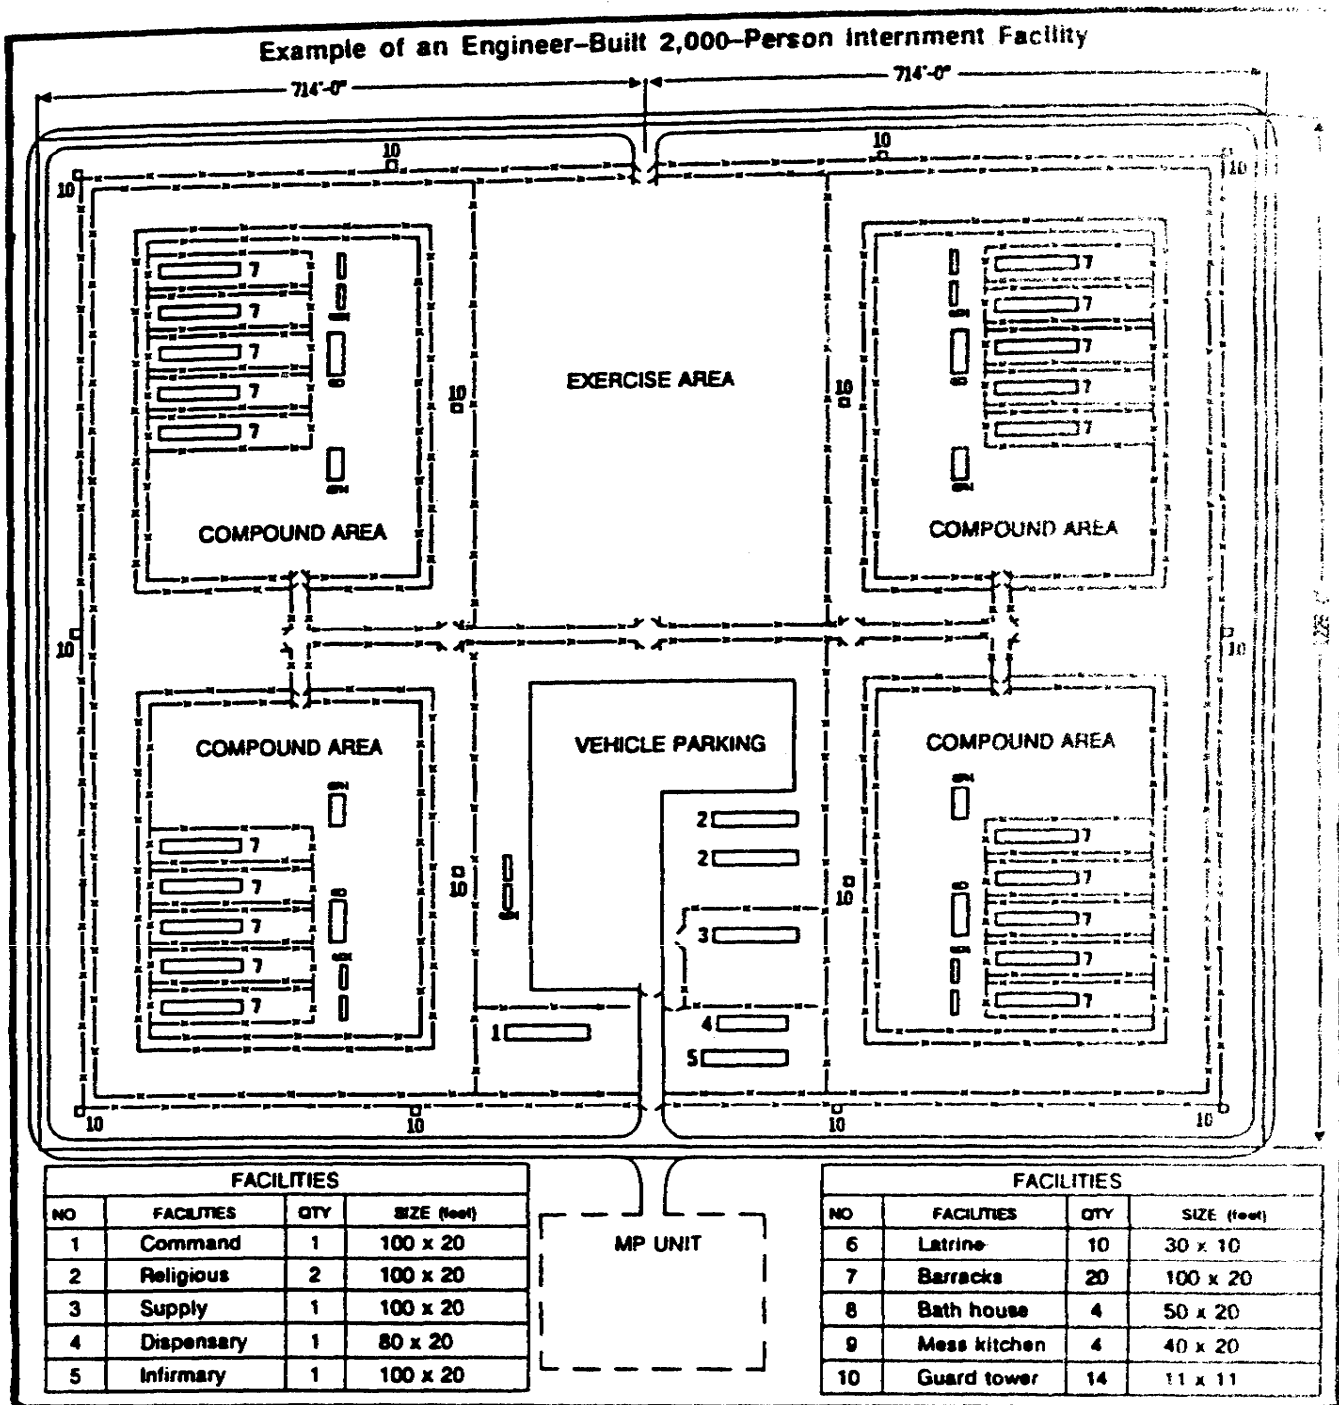 Example of an Engineer-Built 2,000-Person Internment Facility
714'-0" 714'-0"
10 10
10 10
7 7
7 7
7 7
7 7
7 7
EXERCISE AREA
10 10
COMPOUND AREA COMPOUND AREA
10 10
COMPOUND AREA VEHICLE PARKING COMPOUND AREA
2
7 7
2
7 7
10 10
7 3 7
7 7
7 7
1 4
5
10 10 10 10
FACILITIES
NO FACILITIES QTY SIZE (feet)
1 Command 1 100 x 20
2 Religious 2 100 x 20
3 Supply 1 100 x 20
4 Dispensary 1 80 x 20
5 Infirmary 1 100 x 20
MP UNIT
FACILITIES
NO FACILITIES QTY SIZE (feet)
6 Latrine 10 30 x 10
7 Barracks 20 100 x 20
8 Bath house 4 50 x 20
9 Mess kitchen 4 40 x 20
10 Guard tower 14 11 x 11